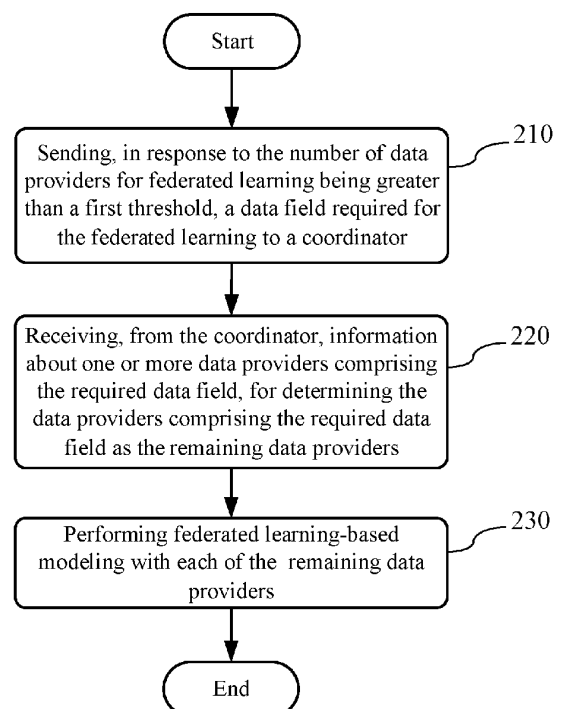 Start
210
Sending, in response to the number of data
providers for federated learning being greater
than a first threshold, a data field required for
the federated learning to a coordinator
220
Receiving, from the coordinator, information
about one or more data providers comprising
the required data field, for determining the
data providers comprising the required data
field as the remaining data providers
230
Performing federated learning-based
modeling with each of the remaining data
providers
End